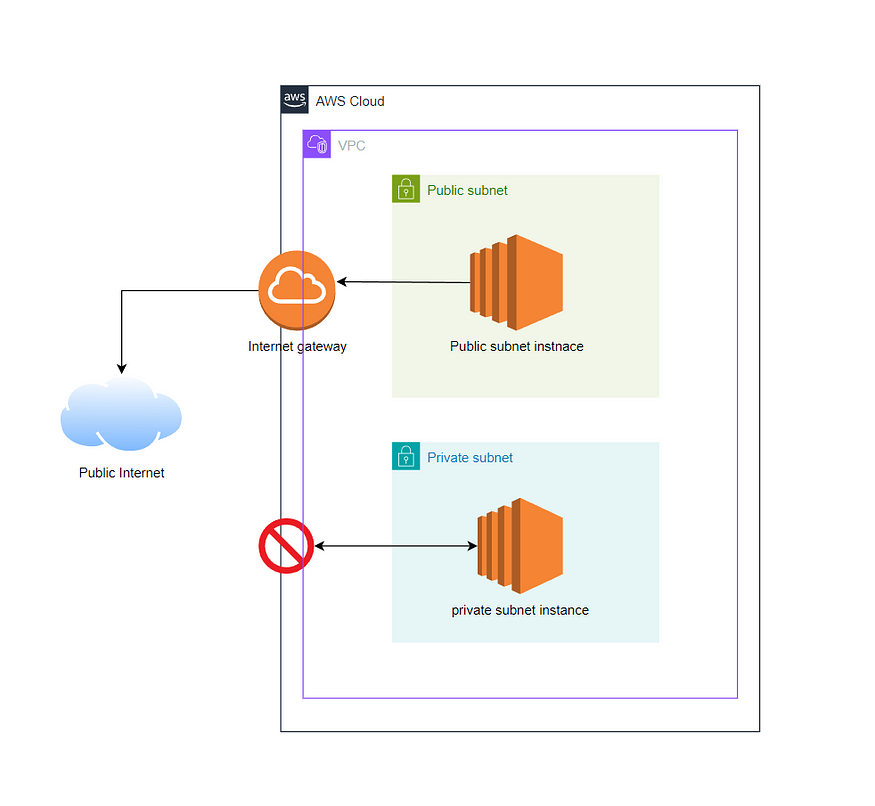 aws
AWS Cloud
VPC
Public subnet
Internet gateway
Public subnet instnace
Public Internet
Private subnet
private subnet instance